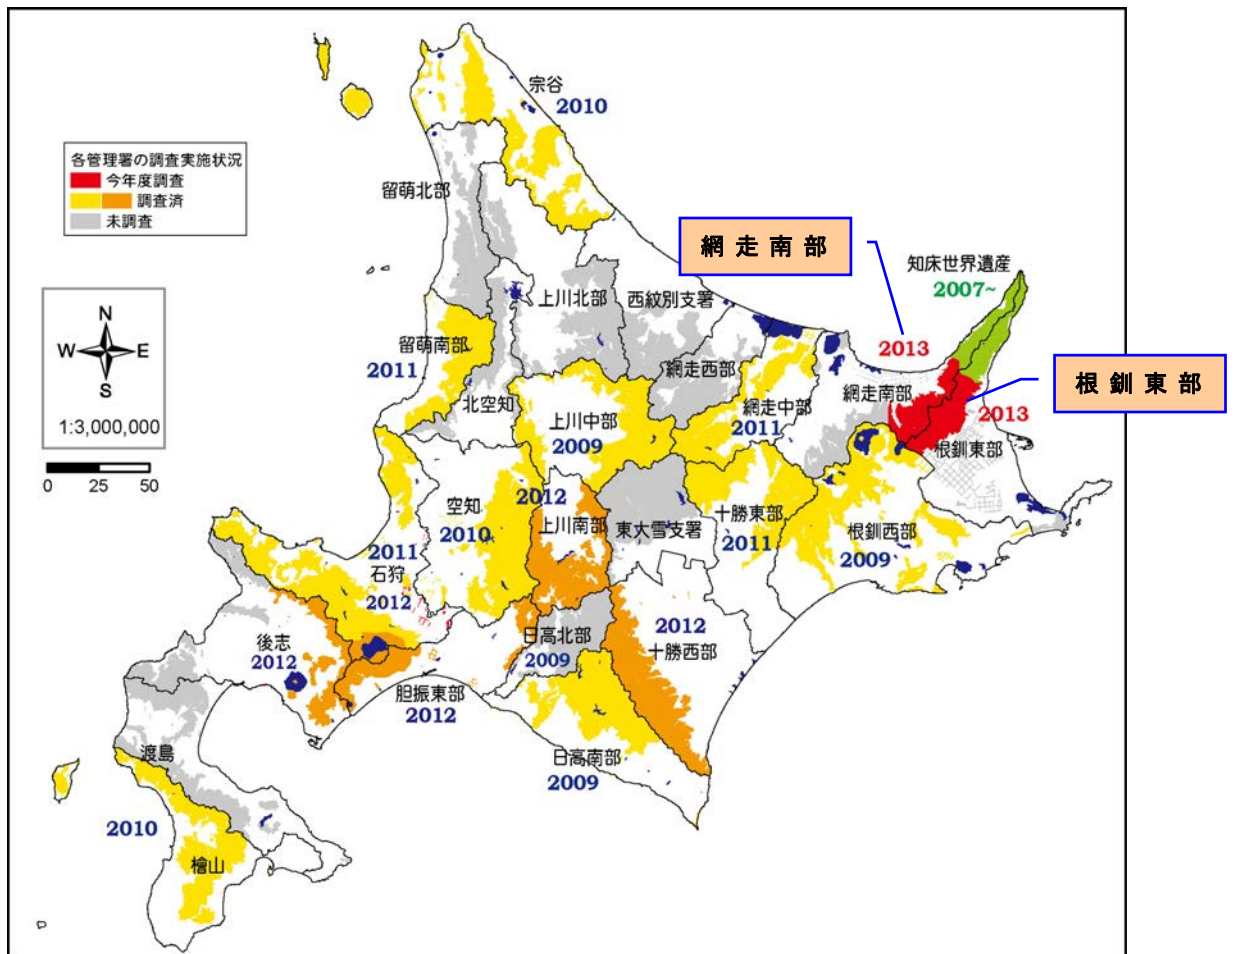 宗谷
2010
各管理署の調査実施状況
今年度調査
調査済
未調査
留萌北部
網走南部
知床世界遺産
2007~
N
W E
S
1:3,000,000
0 25 50
上川北部
西紋別支署
留萌南部
2011
2013
網走西部
網走南部
根釧東部
北空知
上川中部
2009
網走中部
2011
2013
根釧東部
空知
2010
2012
上川南部
東大雪支署
十勝東部
2011
根釧西部
2009
2011
石狩
2012
後志
2012
日高北部
2009
2012
十勝西部
胆振東部
2012
渡島
日高南部
2009
2010
檜山